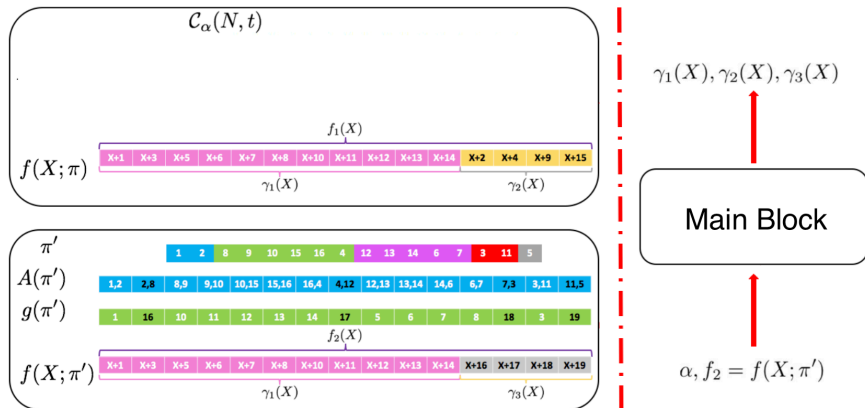 𝒞_α(N, t)
f₁(X)
f(X; π) X+1 X+3 X+5 X+6 X+7 X+8 X+10 X+11 X+12 X+13 X+14 X+2 X+4 X+9 X+15
γ₁(X) γ₂(X)
π′ 1 2 8 9 10 15 16 4 12 13 14 6 7 3 11 5
A(π′) 1,2 2,8 8,9 9,10 10,15 15,16 16,4 4,12 12,13 13,14 14,6 6,7 7,3 3,11 11,5
g(π′) 1 16 10 11 12 13 14 17 5 6 7 8 18 3 19
f₂(X)
f(X; π′) X+1 X+3 X+5 X+6 X+7 X+8 X+10 X+11 X+12 X+13 X+14 X+16 X+17 X+18 X+19
γ₁(X) γ₃(X)
γ₁(X), γ₂(X), γ₃(X)
Main Block
α, f₂ = f(X; π′)